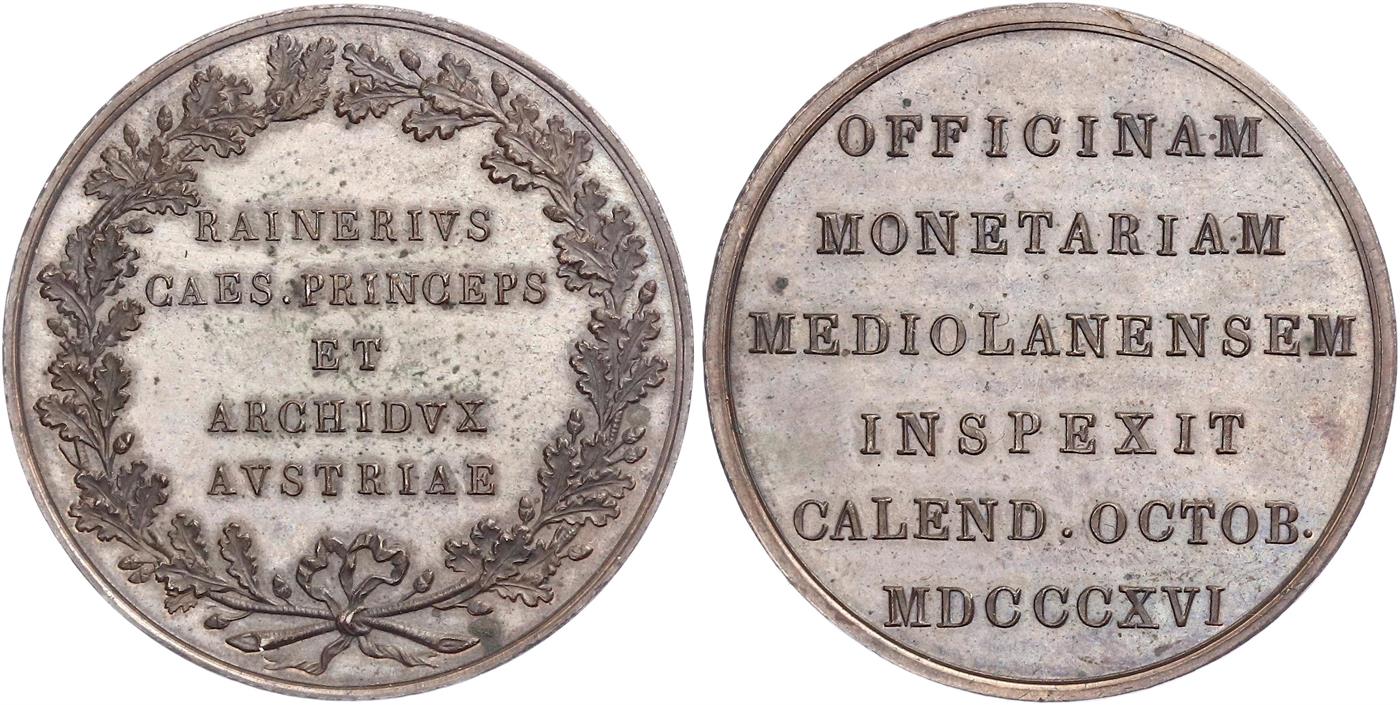 RAINERIVS
CAES. PRINCEPS
ET
ARCHIDVX
AVSTRIAE
OFFICINAM
MONETARIAM
MEDIOLANENSEM
INSPEXIT
CALEND. OCTOB.
MDCCCXVI